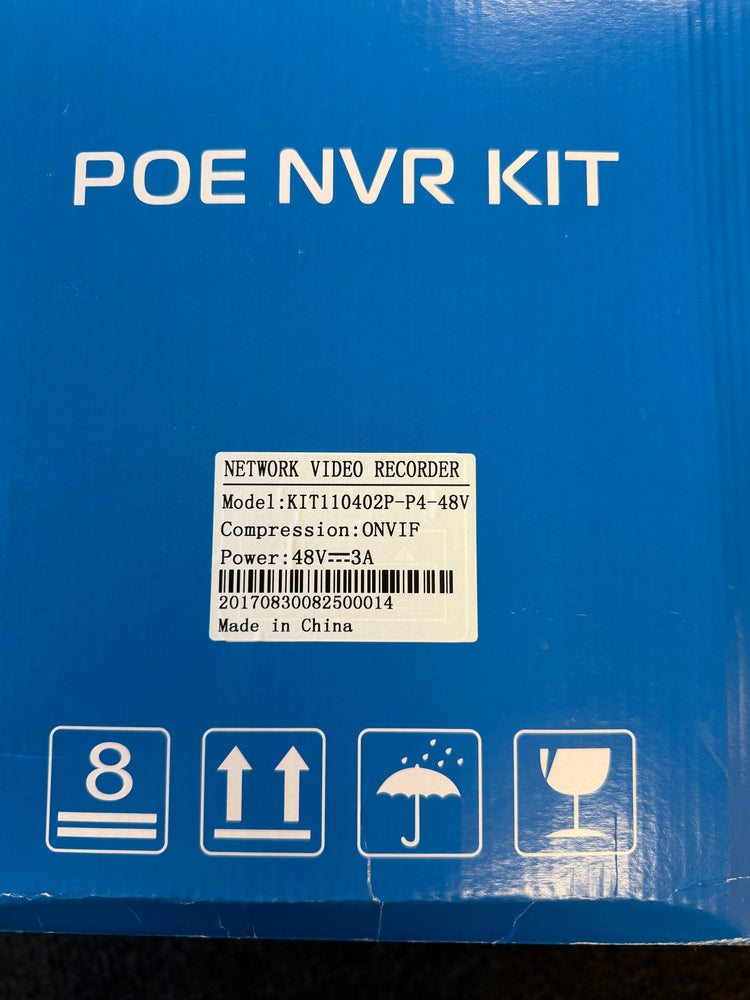 POE NVR KIT
NETWORK VIDEO RECORDER
Model:KIT110402P-P4-48V
Compression:ONVIF
Power:48V⎓3A
20170830082500014
Made in China
8